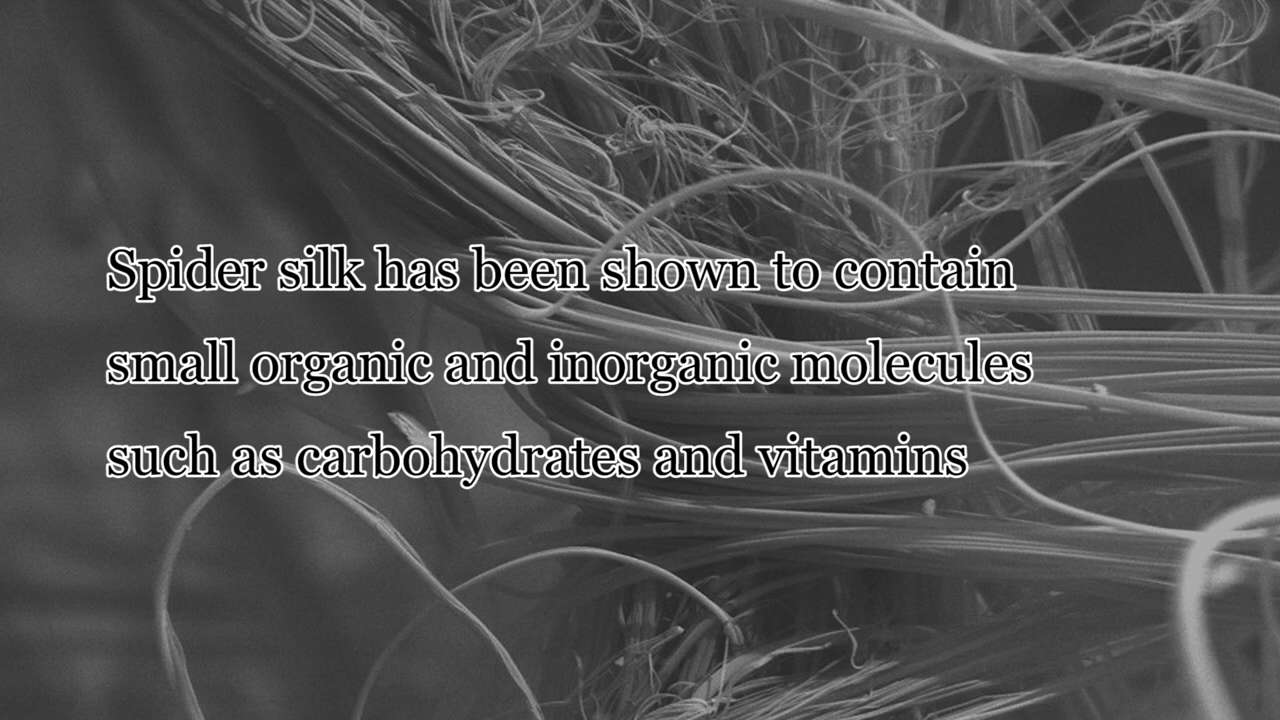 Spider silk has been shown to contain
small organic and inorganic molecules
such as carbohydrates and vitamins